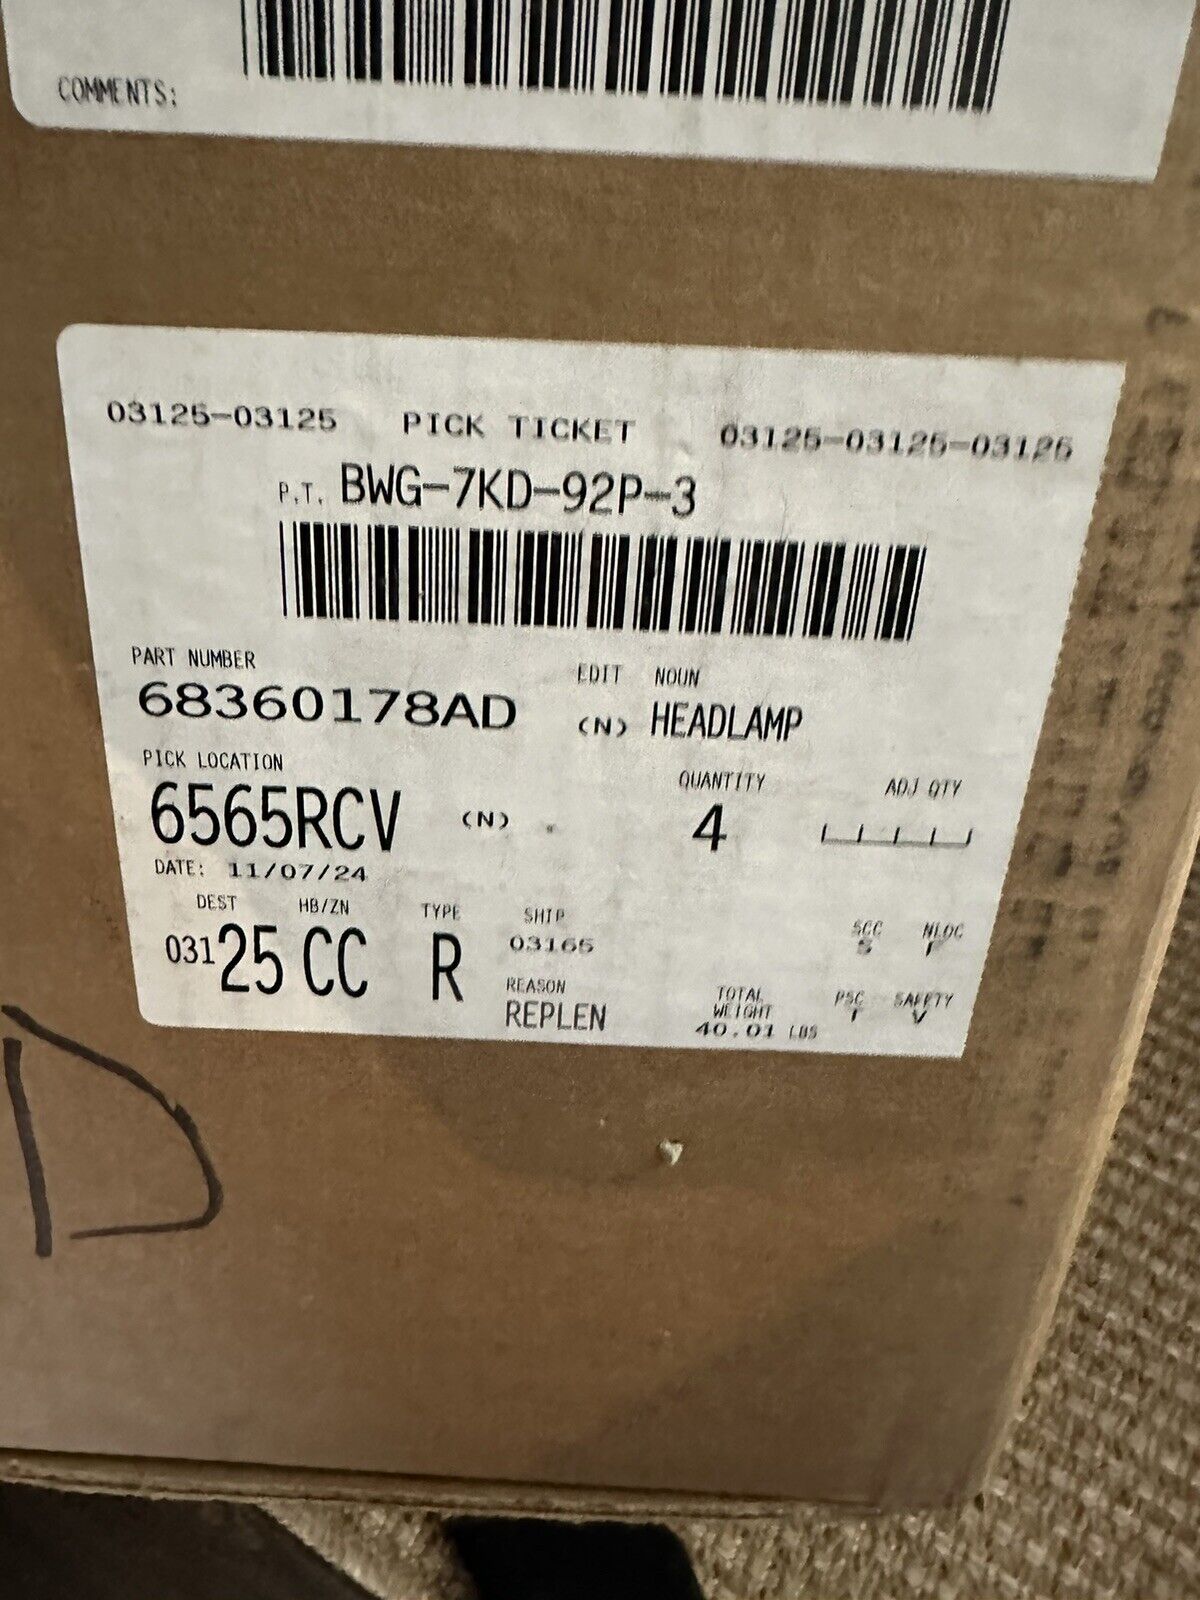 COMMENTS:
03125-03125 PICK TICKET 03125-03125-03125
P.T. BWG-7KD-92P-3
PART NUMBER EDIT NOUN
68360178AD (N) HEADLAMP
PICK LOCATION QUANTITY ADJ QTY
6565RCV (N) 4
DATE: 11/07/24
DEST HB/ZN TYPE SHIP SCC NLOC
03125 CC R 03165 S
REASON TOTAL WEIGHT PSC SAFETY
REPLEN 40.01 LBS V
D